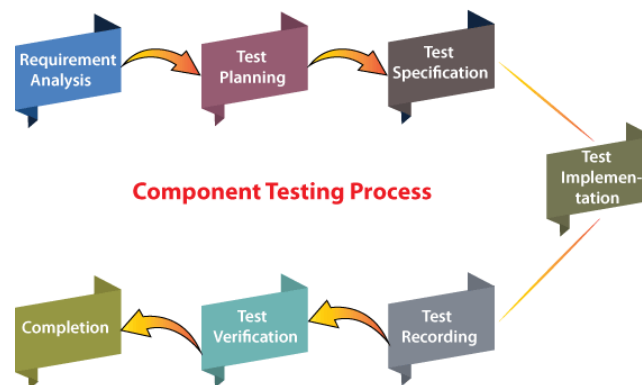 Requirement
Analysis
Test
Planning
Test
Specification
Test
Implemen-
tation
Component Testing Process
Completion
Test
Verification
Test
Recording